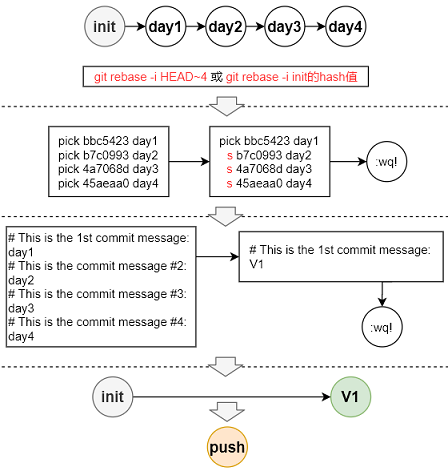 init day1 day2 day3 day4
git rebase -i HEAD~4 或 git rebase -i init的hash值
pick bbc5423 day1
pick b7c0993 day2
pick 4a7068d day3
pick 45aeaa0 day4
pick bbc5423 day1
s b7c0993 day2
s 4a7068d day3
s 45aeaa0 day4
:wq!
# This is the 1st commit message:
day1
# This is the commit message #2:
day2
# This is the commit message #3:
day3
# This is the commit message #4:
day4
# This is the 1st commit message:
V1
:wq!
init V1
push